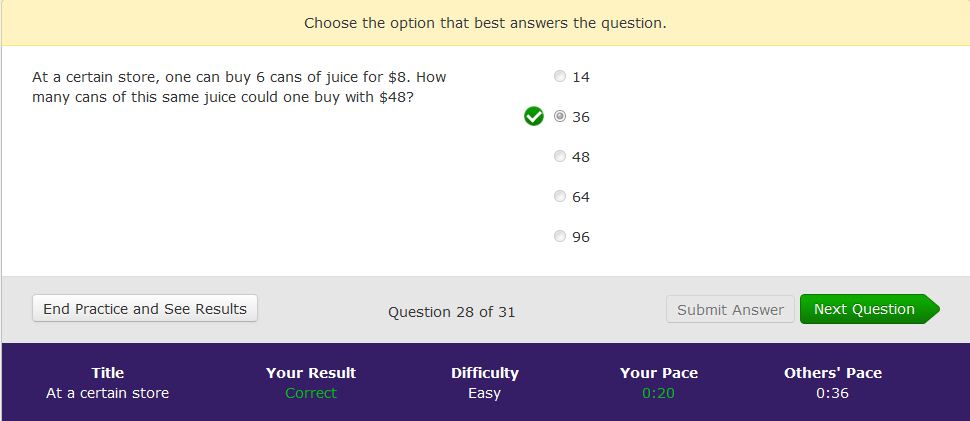 Choose the option that best answers the question.
At a certain store, one can buy 6 cans of juice for $8. How
many cans of this same juice could one buy with $48?
14
36
48
64
96
End Practice and See Results
Question 28 of 31
Submit Answer
Next Question
Title
Your Result
Difficulty
Your Pace
Others' Pace
At a certain store
Correct
Easy
0:20
0:36